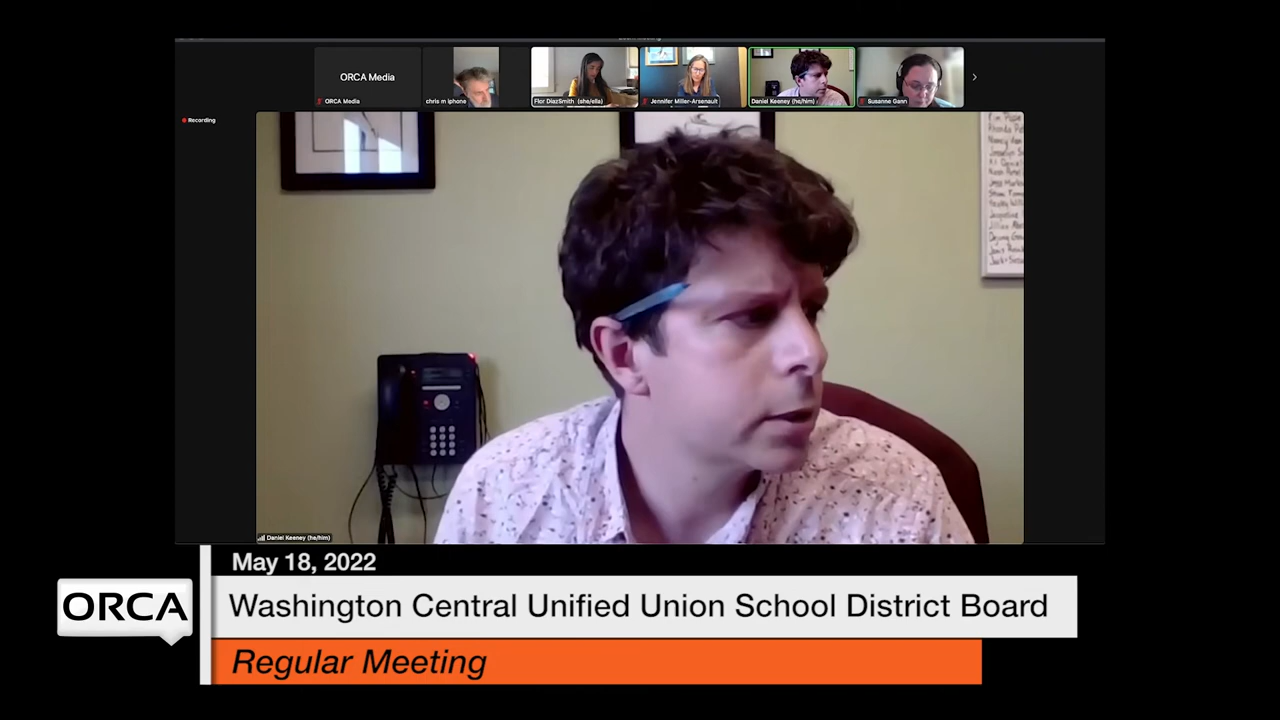 ORCA Media
ORCA Media
chris m iphone
Flor DiazSmith (she/ella)
Jennifer Miller-Arsenault
Daniel Keeney (he/him)
Susanne Gann
Recording
Daniel Keeney (he/him)
May 18, 2022
ORCA
Washington Central Unified Union School District Board
Regular Meeting